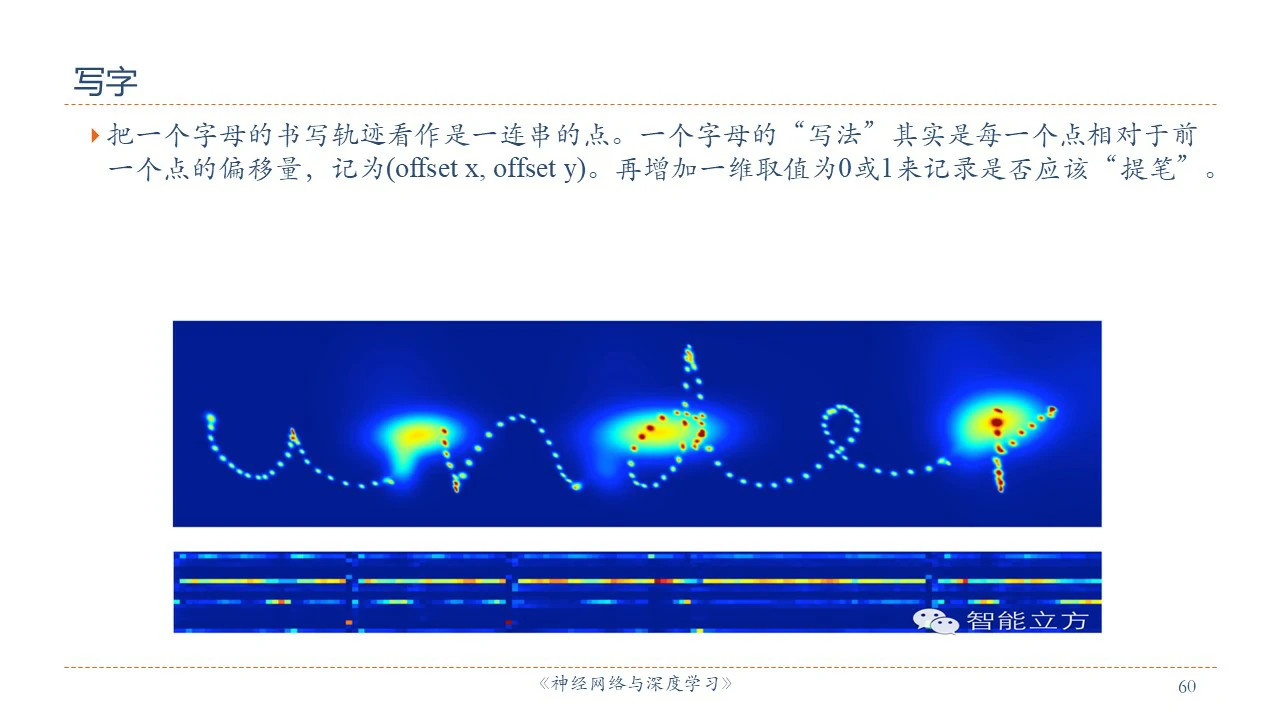 写字
把一个字母的书写轨迹看作是一连串的点。一个字母的“写法”其实是每一个点相对于前
一个点的偏移量，记为(offset x, offset y)。再增加一维取值为0或1来记录是否应该“提笔”。
智能立方
《神经网络与深度学习》
60